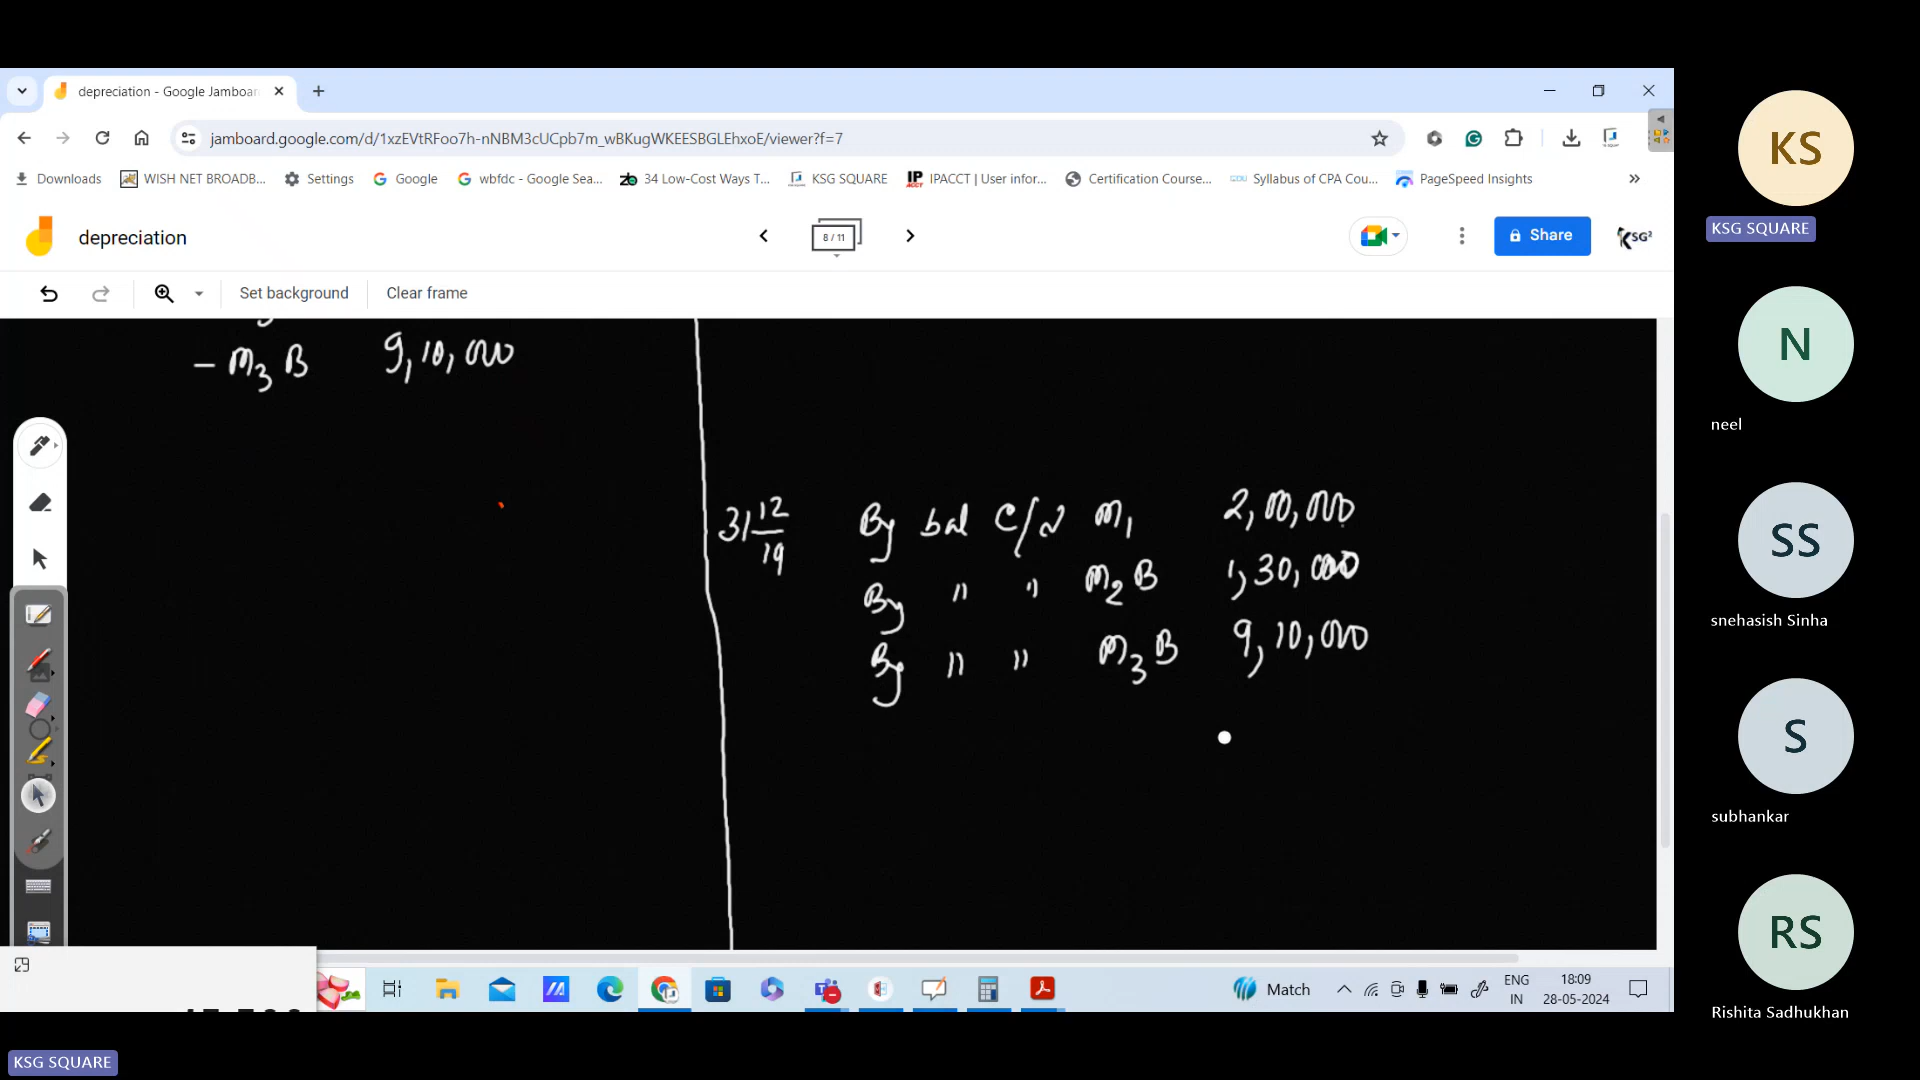 depreciation - Google Jamboar
jamboard.google.com/d/1xzEVtRFoo7h-nNBM3cUCpb7m_wBKugWKEESBGLEhxoE/viewer?f=7
Downloads WISH NET BROADB... Settings Google wbfdc - Google Sea... 34 Low-Cost Ways T... KSG SQUARE IPACCT | User infor... Certification Course... Syllabus of CPA Cou... PageSpeed Insights
depreciation 8 / 11 Share KSG²
Set background Clear frame
- M3 B 9,10,000
31 12/19 By bal C/d M1 2,00,000
By " " M2 B 1,30,000
By " " M3 B 9,10,000
Match ENG 18:09
IN 28-05-2024
KS
KSG SQUARE
N
neel
SS
snehasish Sinha
S
subhankar
RS
Rishita Sadhukhan
KSG SQUARE